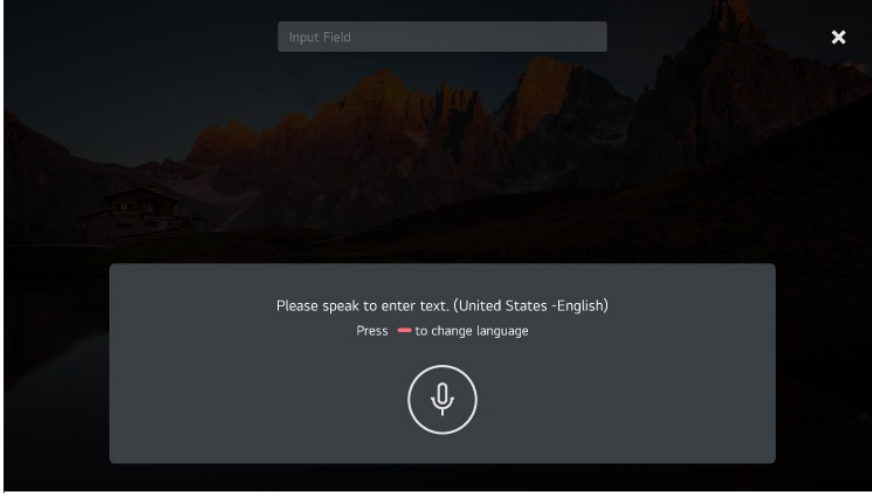 Input Field
Please speak to enter text. (United States -English)
Press to change language